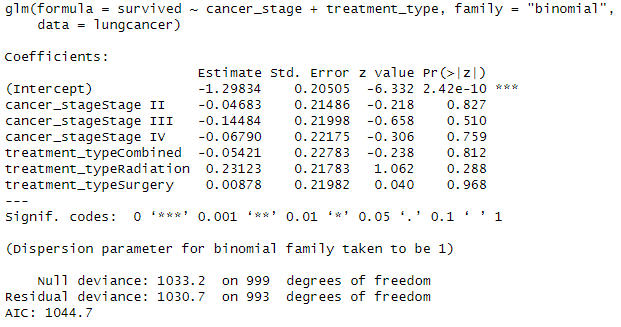 glm(formula = survived ~ cancer_stage + treatment_type, family = "binomial",
    data = lungcancer)

Coefficients:
                        Estimate Std. Error z value Pr(>|z|)
(Intercept)             -1.29834    0.20505  -6.332 2.42e-10 ***
cancer_stageStage II    -0.04683    0.21486  -0.218    0.827
cancer_stageStage III   -0.14484    0.21998  -0.658    0.510
cancer_stageStage IV    -0.06790    0.22175  -0.306    0.759
treatment_typeCombined  -0.05421    0.22783  -0.238    0.812
treatment_typeRadiation  0.23123    0.21783   1.062    0.288
treatment_typeSurgery    0.00878    0.21982   0.040    0.968
---
Signif. codes:  0 ‘***’ 0.001 ‘**’ 0.01 ‘*’ 0.05 ‘.’ 0.1 ‘ ’ 1

(Dispersion parameter for binomial family taken to be 1)

    Null deviance: 1033.2  on 999  degrees of freedom
Residual deviance: 1030.7  on 993  degrees of freedom
AIC: 1044.7